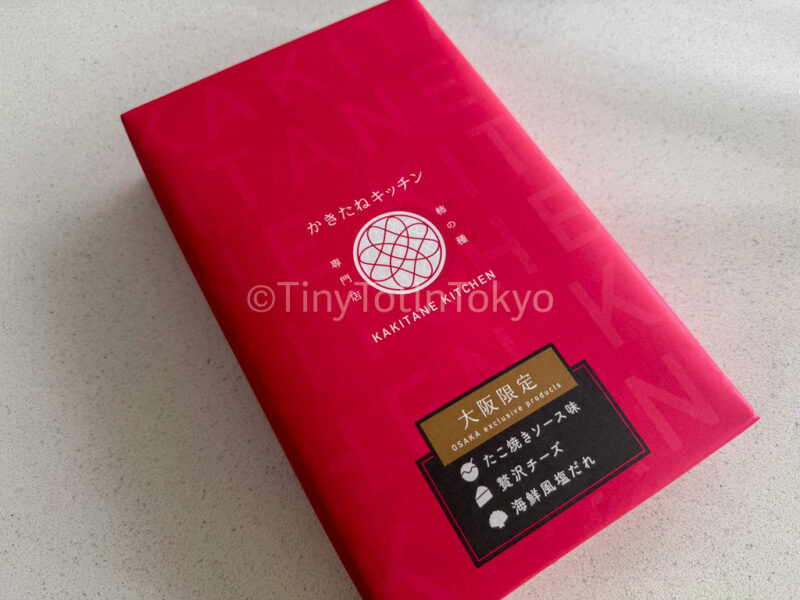 かきたねキッチン
柿の種
専門店
©TinyTotInTokyo
KAKITANE KITCHEN
大阪限定
OSAKA exclusive products
たこ焼きソース味
贅沢チーズ
海鮮風塩だれ